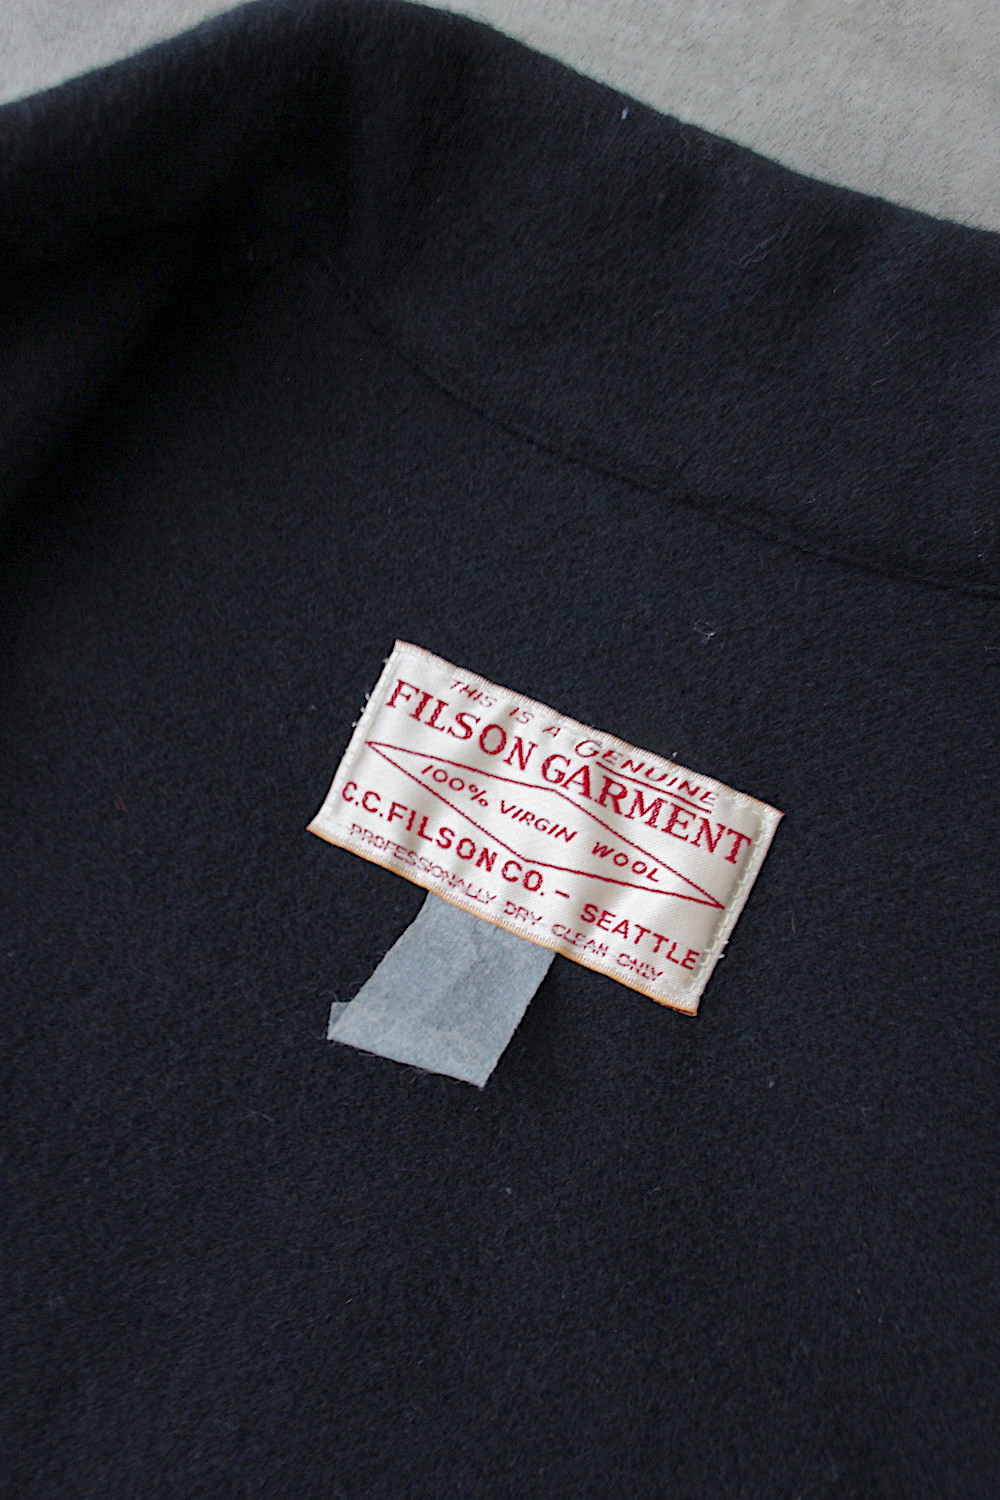 THIS IS A GENUINE
FILSON GARMENT
100% VIRGIN WOOL
C.C.FILSON CO. - SEATTLE
PROFESSIONALLY DRY CLEAN ONLY